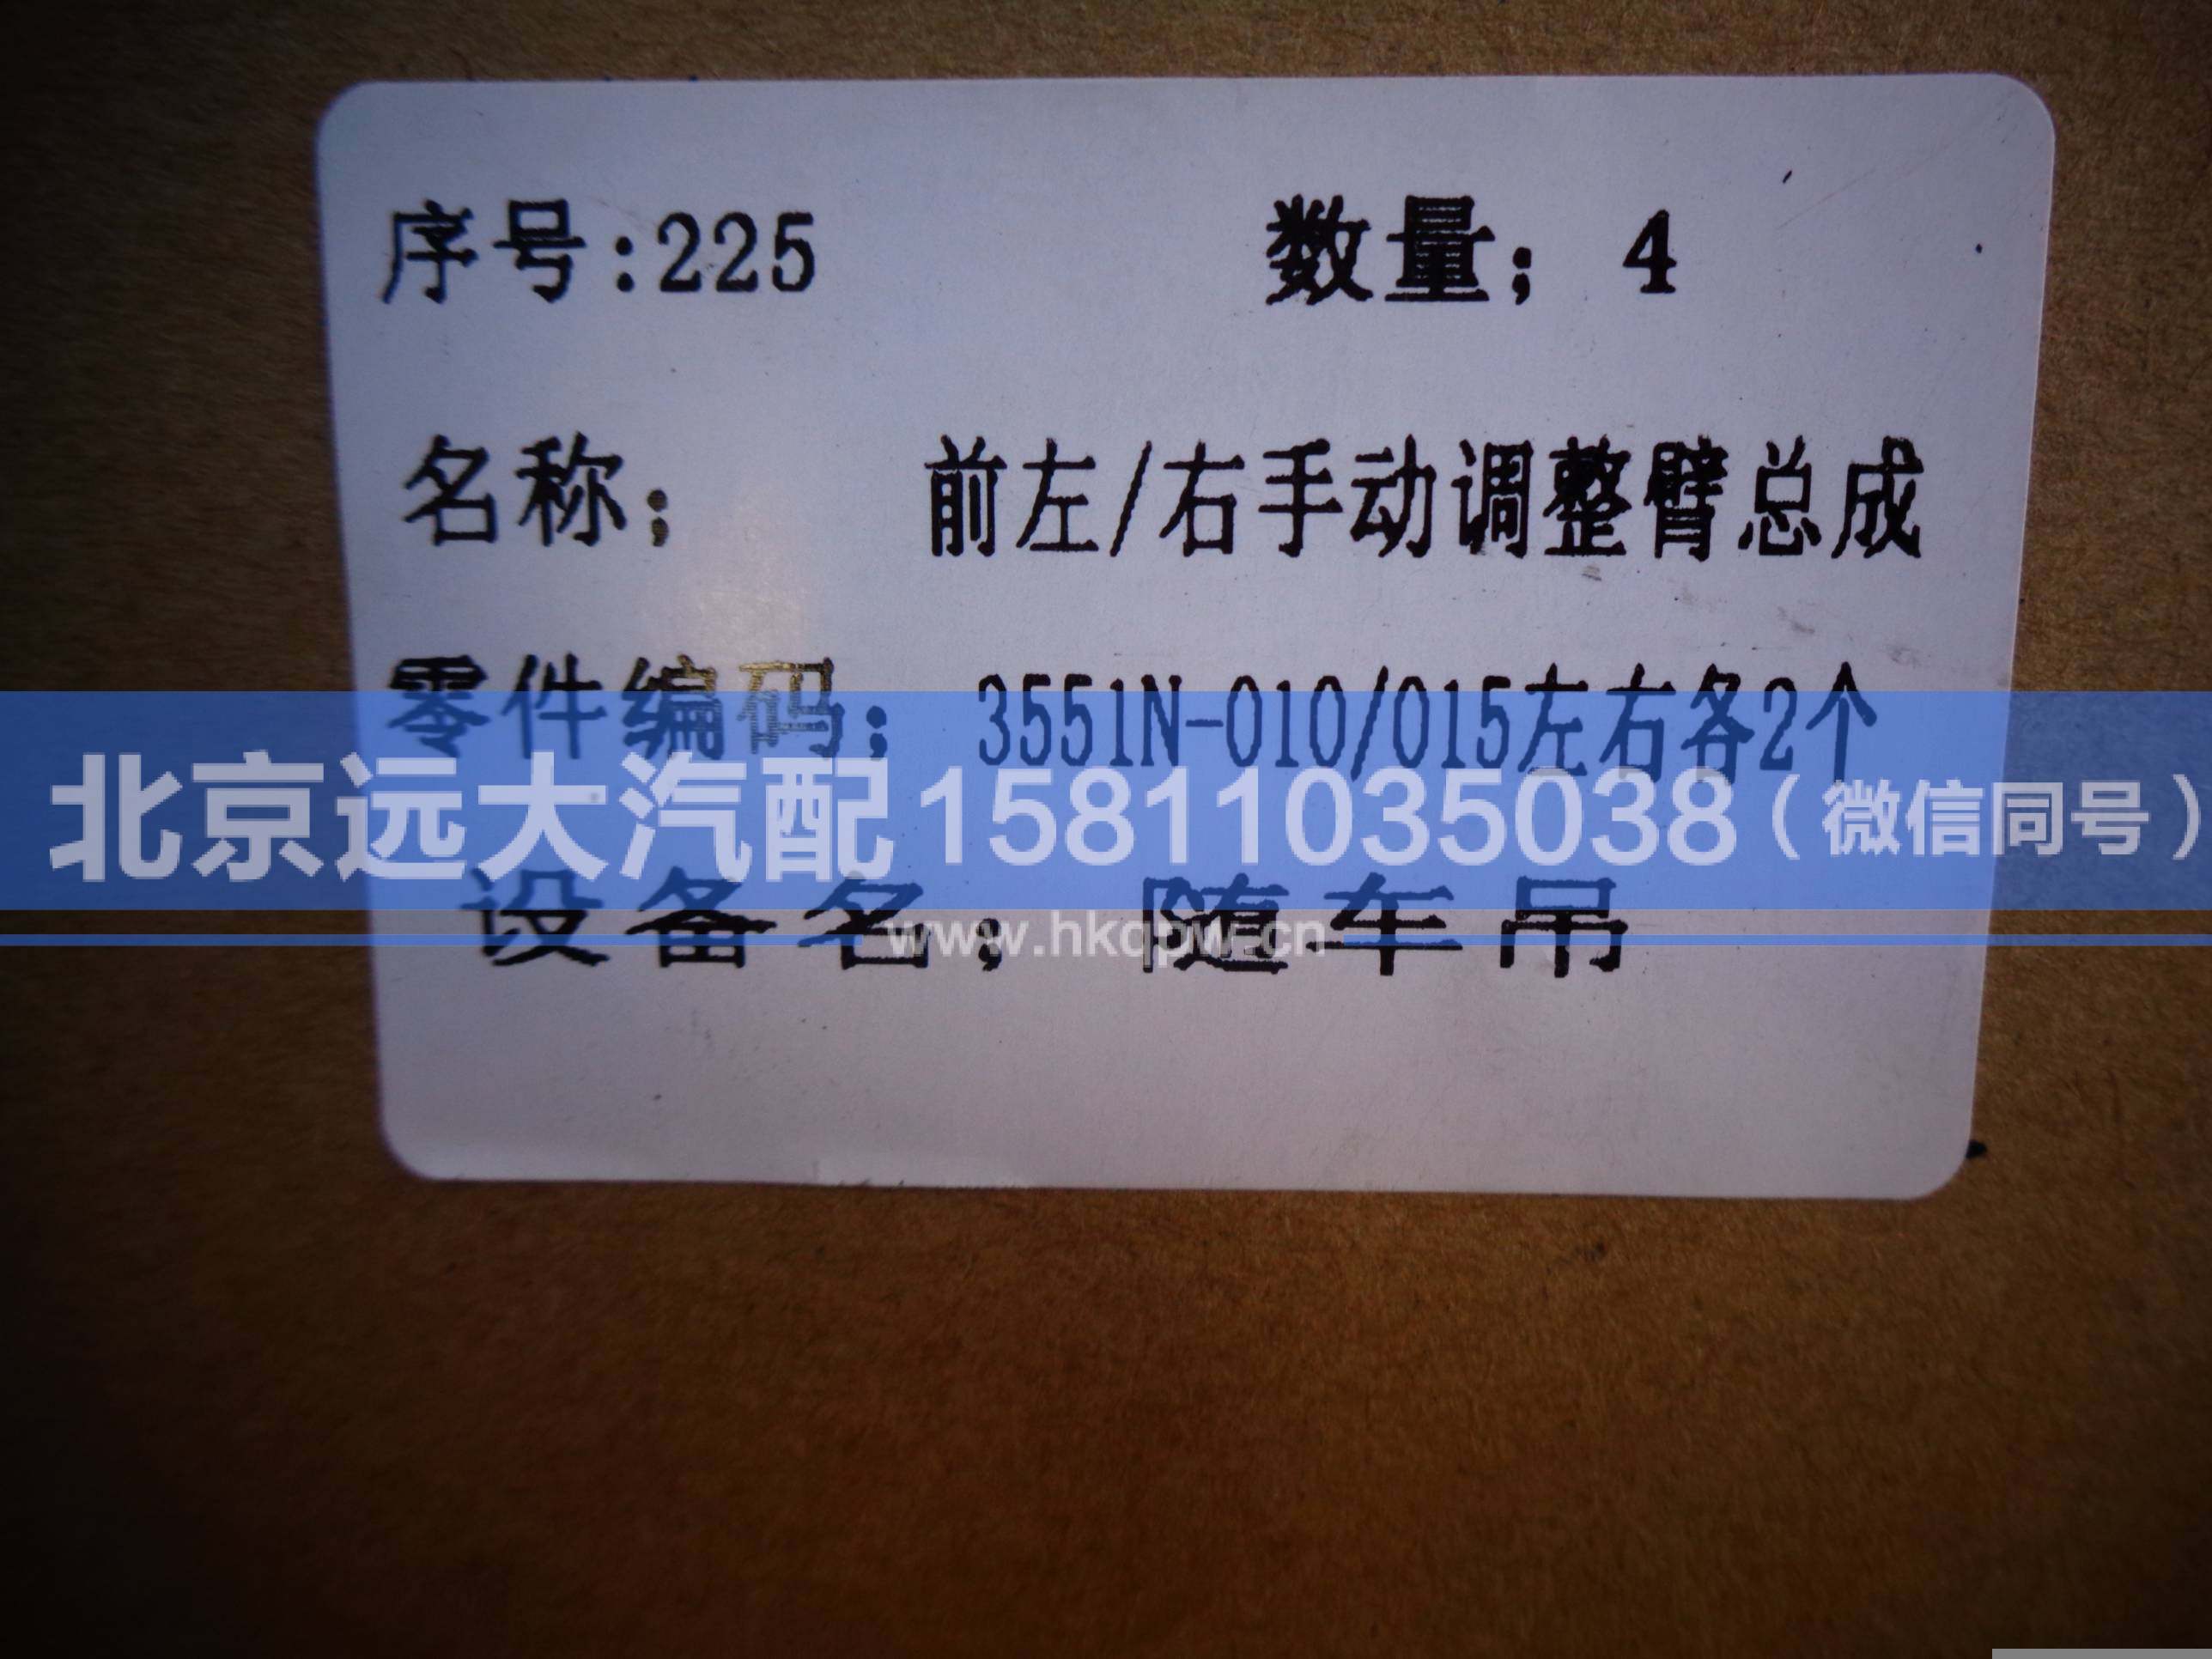 序号:225 数量；4
名称； 前左/右手动调整臂总成
零件编码； 3551N-010/015左右各2个
北京远大汽配15811035038（微信同号）
设备名；随车吊
www.hkqpw.cn